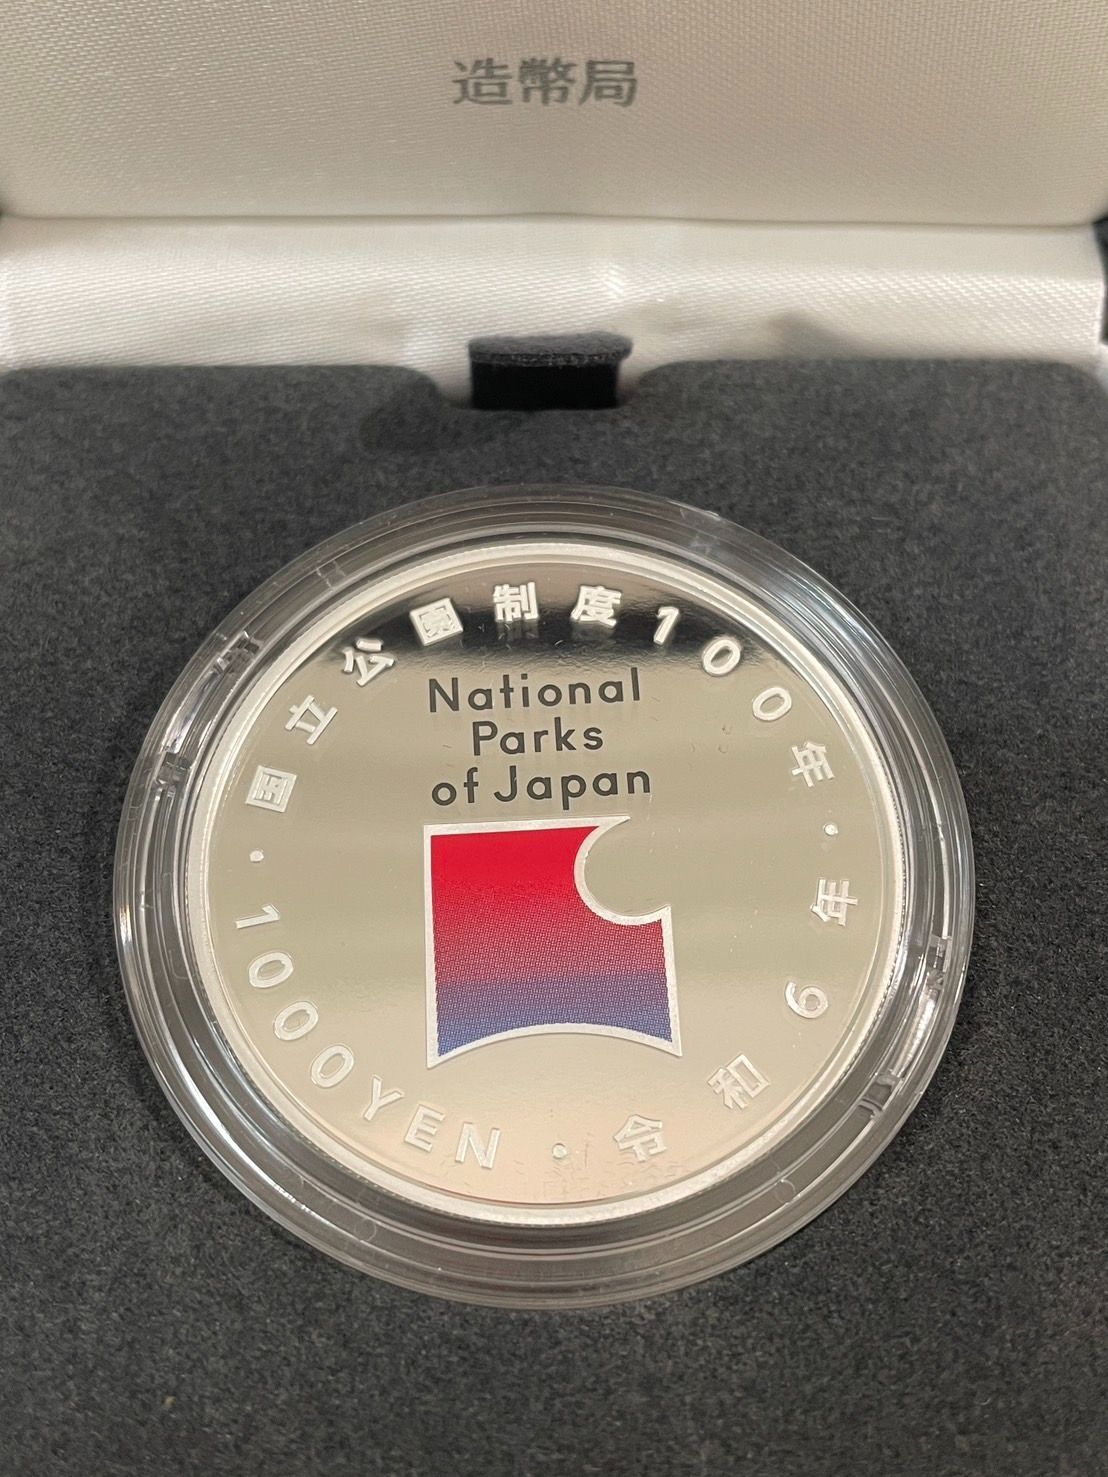 造幣局
国立公園制度100年・
National
Parks
of Japan
・1000YEN・令和6年